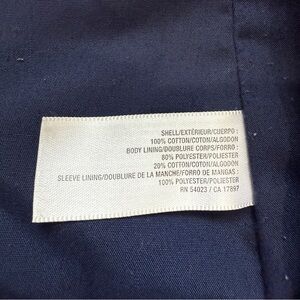 SHELL/EXTÉRIEUR/CUERPO :
100% COTTON/COTON/ALGODON
BODY LINING/DOUBLURE CORPS/FORRO :
80% POLYESTER/POLIESTER
20% COTTON/COTON/ALGODON
SLEEVE LINING/DOUBLURE DE LA MANCHE/FORRO DE MANGAS :
100% POLYESTER/POLIESTER
RN 54023 / CA 17897